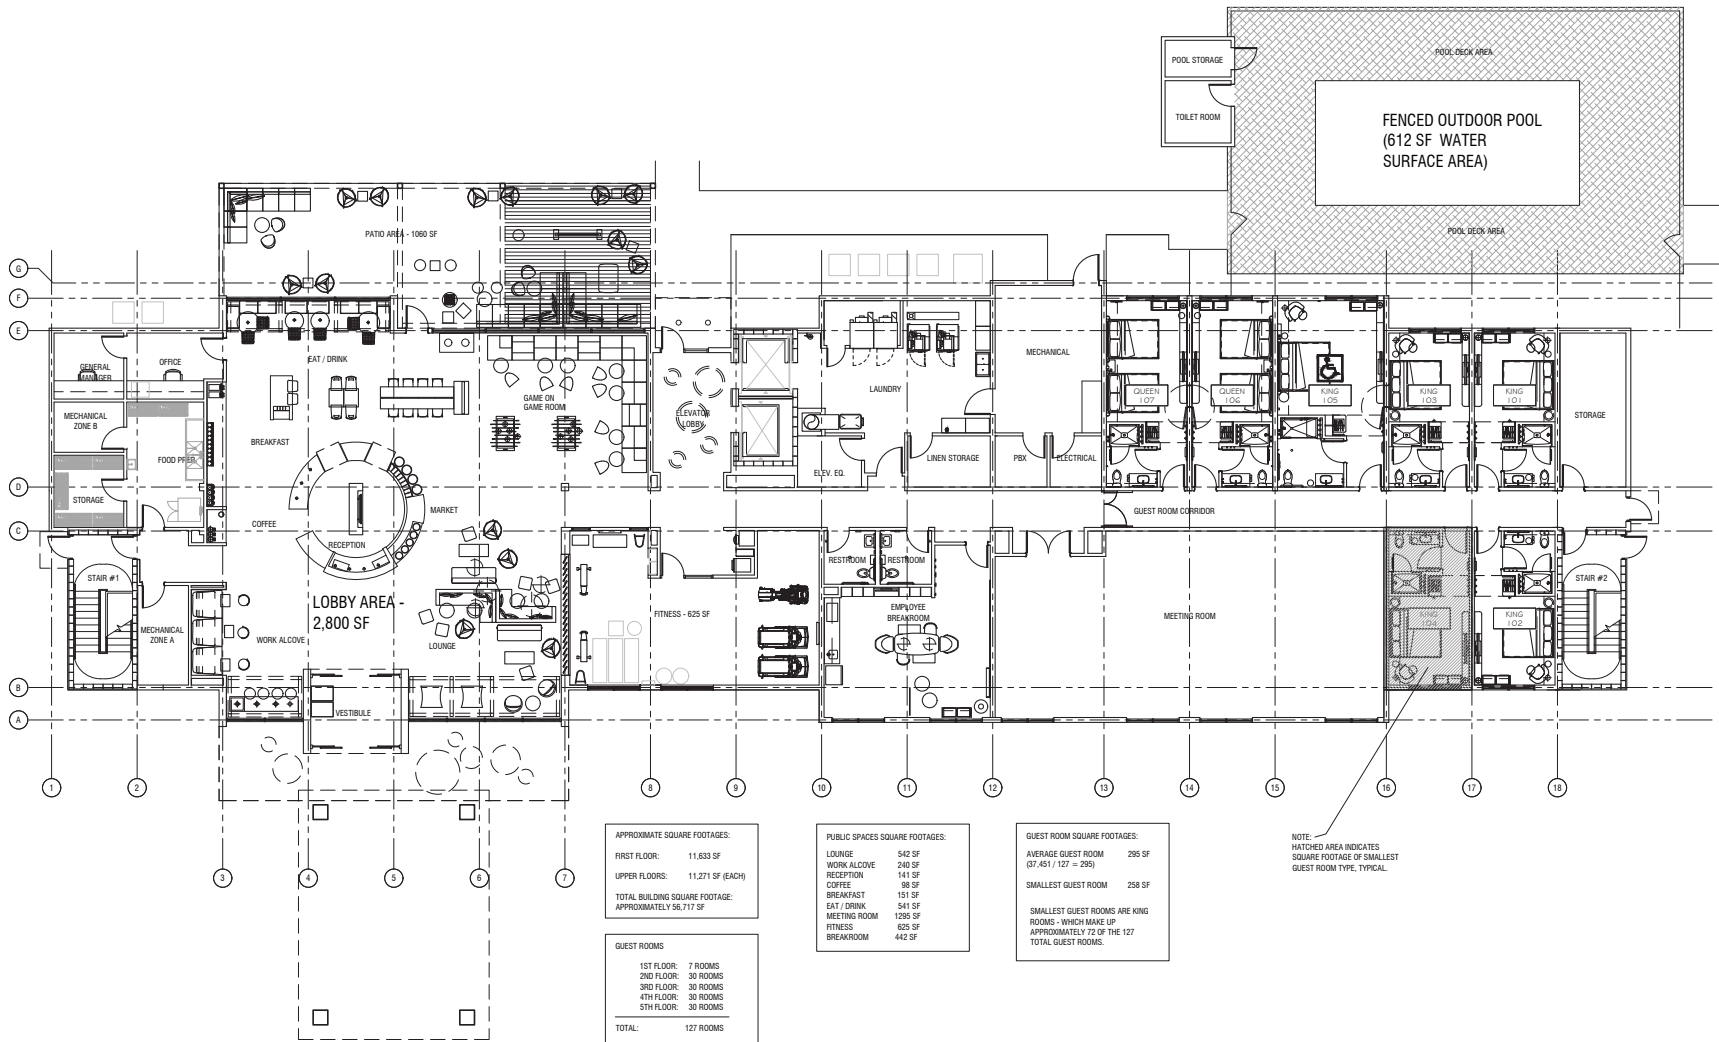 POOL DECK AREA
POOL STORAGE
TOILET ROOM
FENCED OUTDOOR POOL
(612 SF WATER
SURFACE AREA)
POOL DECK AREA
PATIO AREA - 1060 SF
G
F
E
D
C
B
A
GENERAL
MANAGER
OFFICE
EAT / DRINK
MECHANICAL
ZONE B
BREAKFAST
FOOD PREP
STORAGE
COFFEE
RECEPTION
MARKET
GAME ON
GAME ROOM
ELEVATOR
LOBBY
LAUNDRY
ELEV. EQ.
LINEN STORAGE
MECHANICAL
PBX
ELECTRICAL
QUEEN
107
QUEEN
106
KING
105
KING
103
KING
101
STORAGE
GUEST ROOM CORRIDOR
STAIR #1
MECHANICAL
ZONE A
LOBBY AREA -
2,800 SF
WORK ALCOVE
LOUNGE
VESTIBULE
FITNESS - 625 SF
RESTROOM
RESTROOM
EMPLOYEE
BREAKROOM
MEETING ROOM
KING
104
KING
102
STAIR #2
1
2
3
4
5
6
7
8
9
10
11
12
13
14
15
16
17
18
APPROXIMATE SQUARE FOOTAGES:
FIRST FLOOR: 11,633 SF
UPPER FLOORS: 11,271 SF (EACH)
TOTAL BUILDING SQUARE FOOTAGE:
APPROXIMATELY 56,717 SF
GUEST ROOMS
1ST FLOOR: 7 ROOMS
2ND FLOOR: 30 ROOMS
3RD FLOOR: 30 ROOMS
4TH FLOOR: 30 ROOMS
5TH FLOOR: 30 ROOMS
TOTAL: 127 ROOMS
PUBLIC SPACES SQUARE FOOTAGES:
LOUNGE 542 SF
WORK ALCOVE 240 SF
RECEPTION 141 SF
COFFEE 98 SF
BREAKFAST 151 SF
EAT / DRINK 541 SF
MEETING ROOM 1295 SF
FITNESS 625 SF
BREAKROOM 442 SF
GUEST ROOM SQUARE FOOTAGES:
AVERAGE GUEST ROOM 295 SF
(37,451 / 127 = 295)
SMALLEST GUEST ROOM 258 SF
SMALLEST GUEST ROOMS ARE KING
ROOMS - WHICH MAKE UP
APPROXIMATELY 72 OF THE 127
TOTAL GUEST ROOMS.
NOTE:
HATCHED AREA INDICATES
SQUARE FOOTAGE OF SMALLEST
GUEST ROOM TYPE, TYPICAL.